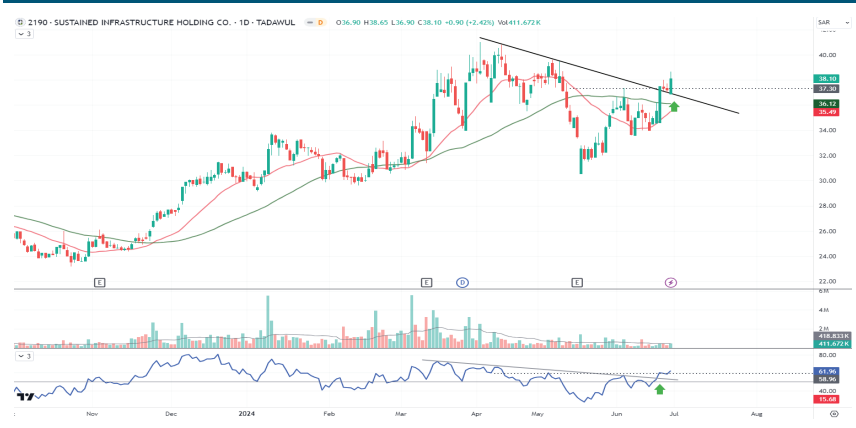 2190 · SUSTAINED INFRASTRUCTURE HOLDING CO. · 1D · TADAWUL D O36.90 H38.65 L36.90 C38.10 +0.90 (+2.42%) Vol411.672K
SAR
3
40.00
38.10
37.30
36.12
35.49
34.00
32.00
30.00
28.00
26.00
24.00
22.00
E E D E
6M
4M
2M
418.833K
411.672K
3
80.00
61.96
58.96
40.00
15.68
Nov Dec 2024 Feb Mar Apr May Jun Jul Aug